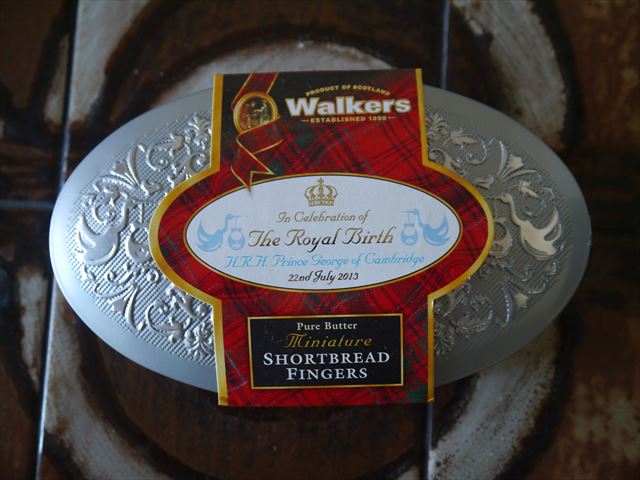 PRODUCT OF SCOTLAND
Walkers
ESTABLISHED 1898
In Celebration of
The Royal Birth
H.R.H. Prince George of Cambridge
22nd July 2013
Pure Butter
Miniature
SHORTBREAD
FINGERS